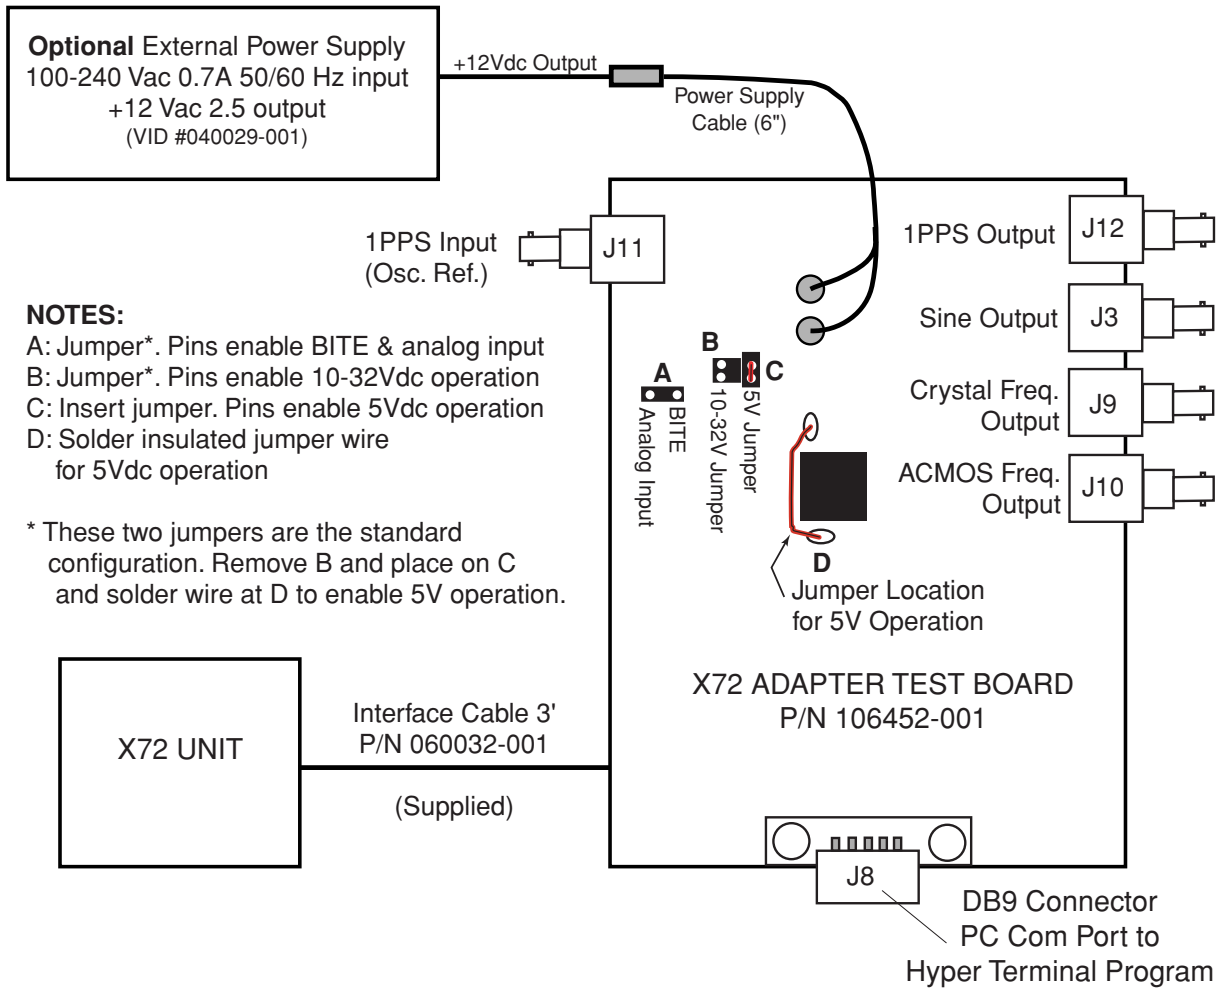 Optional External Power Supply
100-240 Vac 0.7A 50/60 Hz input
+12 Vac 2.5 output
(VID #040029-001)
+12Vdc Output
Power Supply
Cable (6")
1PPS Input
(Osc. Ref.)
J11
1PPS Output
J12
Sine Output
J3
Crystal Freq.
Output
J9
ACMOS Freq.
Output
J10
NOTES:
A: Jumper*. Pins enable BITE & analog input
B: Jumper*. Pins enable 10-32Vdc operation
C: Insert jumper. Pins enable 5Vdc operation
D: Solder insulated jumper wire
for 5Vdc operation
* These two jumpers are the standard
configuration. Remove B and place on C
and solder wire at D to enable 5V operation.
A
B
C
BITE
Analog Input
5V Jumper
10-32V Jumper
D
Jumper Location
for 5V Operation
X72 ADAPTER TEST BOARD
P/N 106452-001
X72 UNIT
Interface Cable 3'
P/N 060032-001
(Supplied)
J8
DB9 Connector
PC Com Port to
Hyper Terminal Program